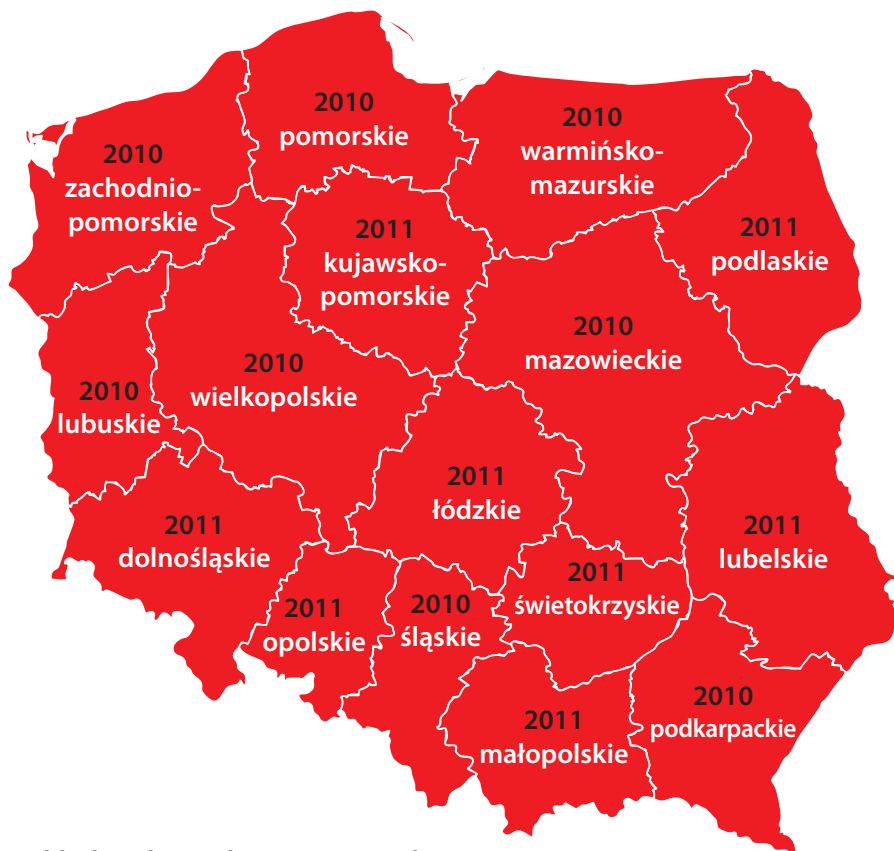 2010
pomorskie
2010
warmińsko-
mazurskie
2010
zachodnio-
pomorskie
2011
kujawsko-
pomorskie
2011
podlaskie
2010
mazowieckie
2010
wielkopolskie
2010
lubuskie
2011
łódzkie
2011
dolnośląskie
2011
lubelskie
2011
świetokrzyskie
2011
opolskie
2010
śląskie
2010
podkarpackie
2011
małopolskie